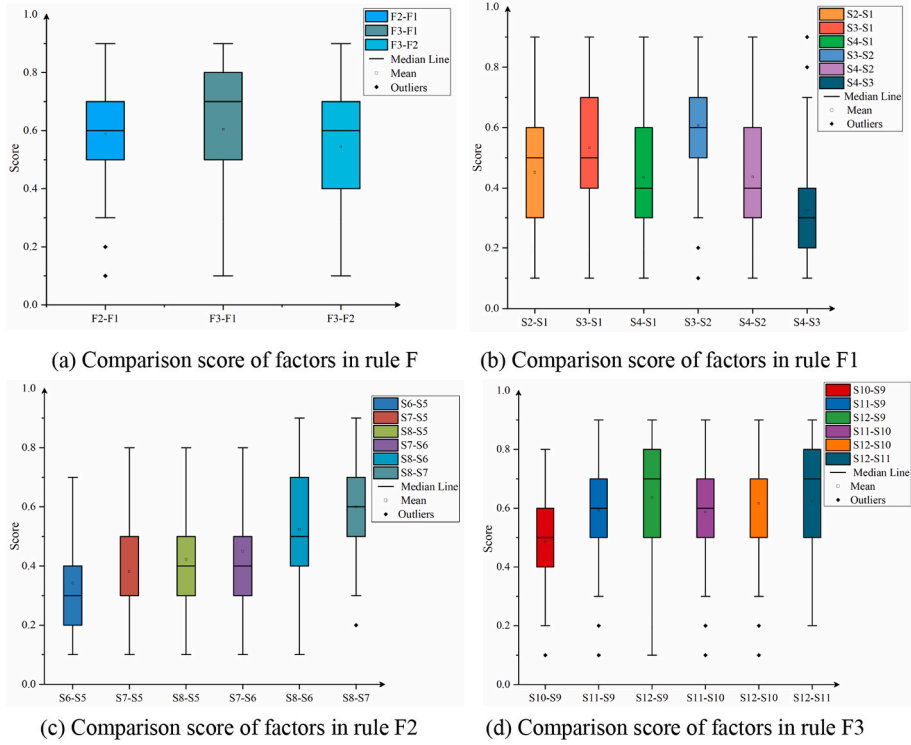 1.0
0.8
0.6
0.4
0.2
0.0
Score
F2-F1
F3-F1
F3-F2
F2-F1
F3-F1
F3-F2
Median Line
Mean
Outliers
(a) Comparison score of factors in rule F
1.0
0.8
0.6
0.4
0.2
0.0
Score
S2-S1
S3-S1
S4-S1
S3-S2
S4-S2
S4-S3
S2-S1
S3-S1
S4-S1
S3-S2
S4-S2
S4-S3
Median Line
Mean
Outliers
(b) Comparison score of factors in rule F1
1.0
0.8
0.6
0.4
0.2
0.0
Score
S6-S5
S7-S5
S8-S5
S7-S6
S8-S6
S8-S7
S6-S5
S7-S5
S8-S5
S7-S6
S8-S6
S8-S7
Median Line
Mean
Outliers
(c) Comparison score of factors in rule F2
1.0
0.8
0.6
0.4
0.2
0.0
Score
S10-S9
S11-S9
S12-S9
S11-S10
S12-S10
S12-S11
S10-S9
S11-S9
S12-S9
S11-S10
S12-S10
S12-S11
Median Line
Mean
Outliers
(d) Comparison score of factors in rule F3